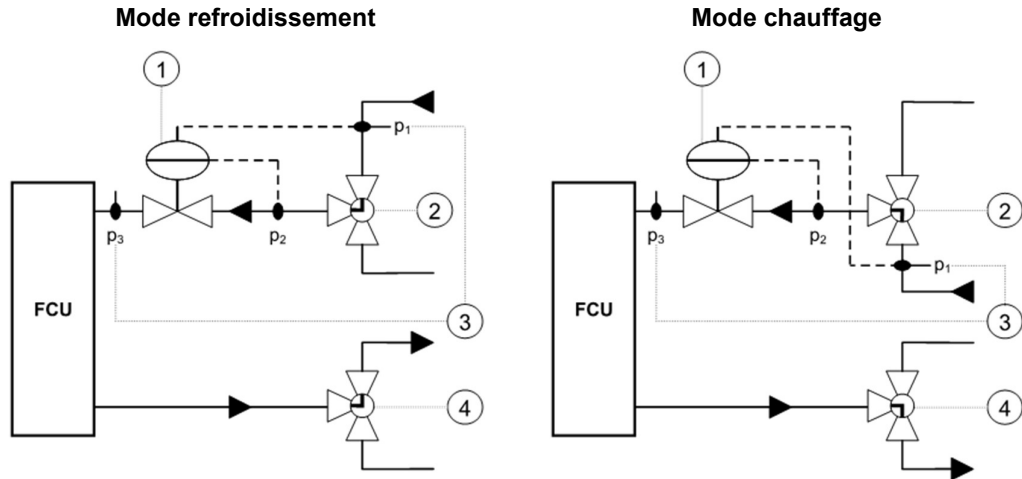 Mode refroidissement
1
p₁
2
p₃
p₂
FCU
3
4
Mode chauffage
1
2
p₃
p₂
p₁
FCU
3
4